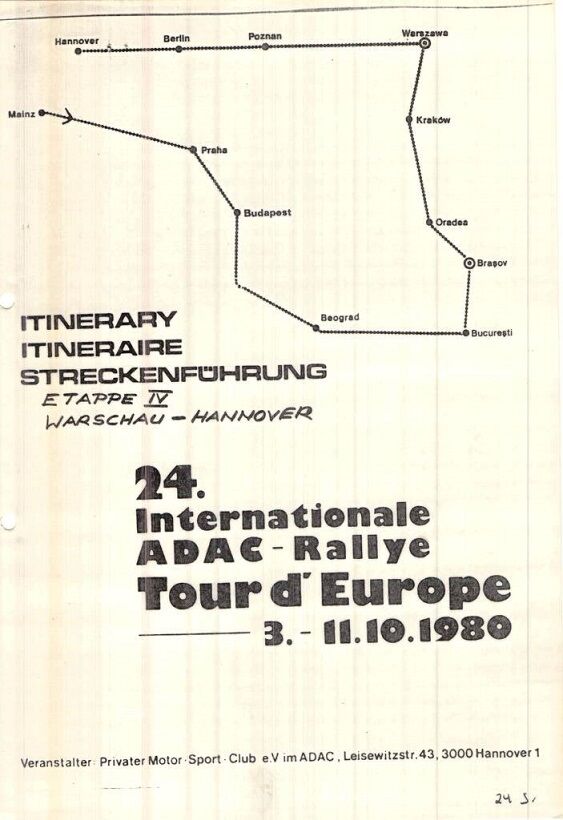 Hannover
Berlin
Poznan
Warszawa
Mainz
Praha
Kraków
Budapest
Oradea
Braşov
Beograd
Bucureşti
ITINERARY
ITINERAIRE
STRECKENFÜHRUNG
ETAPPE IV
WARSCHAU - HANNOVER
24.
Internationale
ADAC - Rallye
Tour d'Europe
3. - 11.10.1980
Veranstalter: Privater Motor · Sport · Club e.V im ADAC, Leisewitzstr. 43, 3000 Hannover 1
24 S.